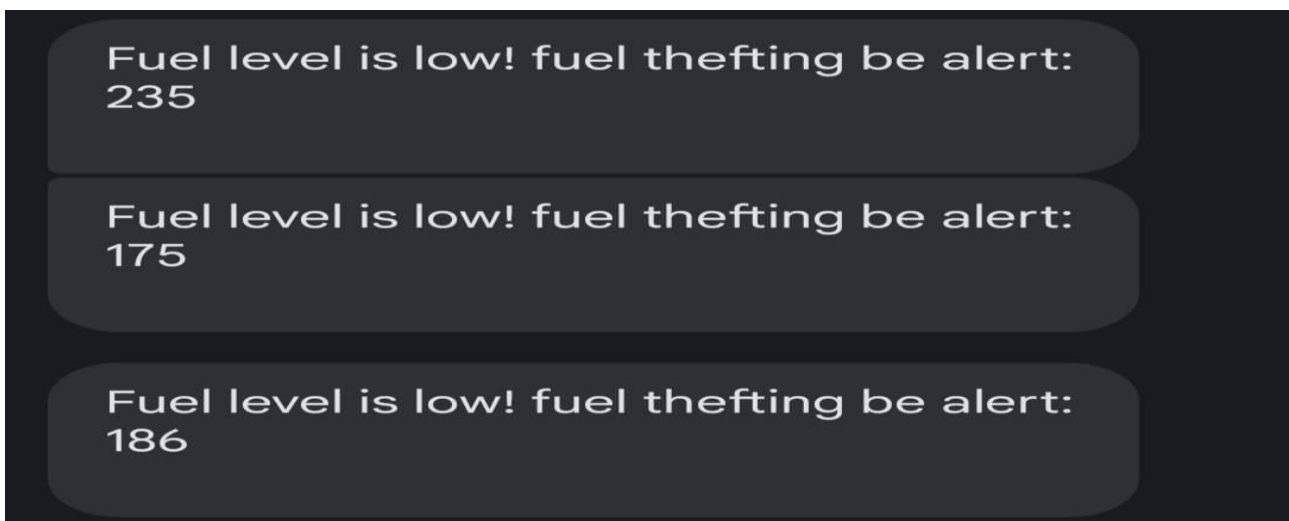 Fuel level is low! fuel thefting be alert:
235
Fuel level is low! fuel thefting be alert:
175
Fuel level is low! fuel thefting be alert:
186